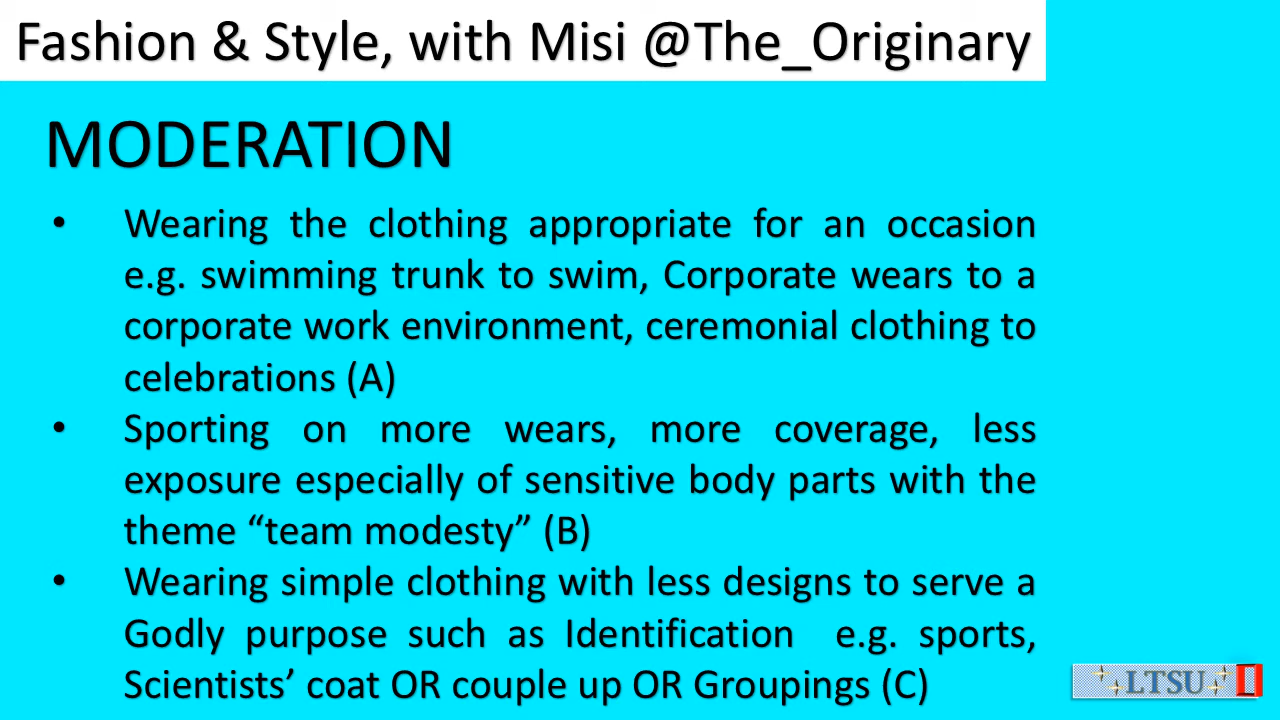 Fashion & Style, with Misi @The_Originary
MODERATION
• Wearing the clothing appropriate for an occasion
e.g. swimming trunk to swim, Corporate wears to a
corporate work environment, ceremonial clothing to
celebrations (A)
• Sporting on more wears, more coverage, less
exposure especially of sensitive body parts with the
theme “team modesty” (B)
• Wearing simple clothing with less designs to serve a
Godly purpose such as Identification e.g. sports,
Scientists’ coat OR couple up OR Groupings (C)
LTSU